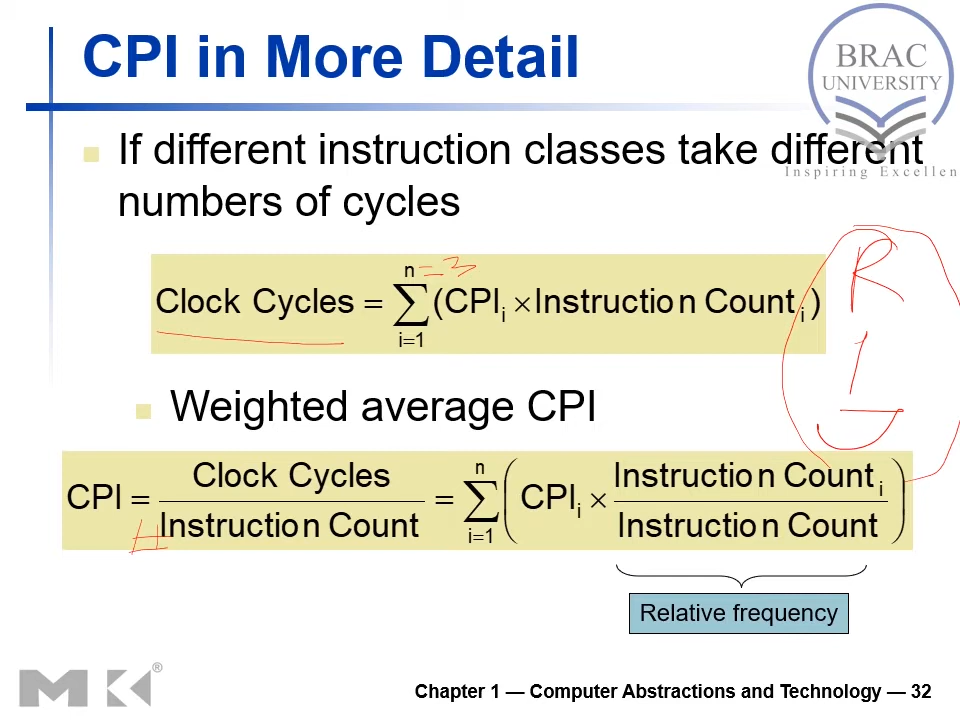 CPI in More Detail
BRAC
UNIVERSITY
Inspiring Excellen
If different instruction classes take different
numbers of cycles
n = 3
Clock Cycles = ∑ (CPIi × Instruction Counti)
i=1
R
I
J
Weighted average CPI
CPI = Clock Cycles / Instruction Count = ∑ (CPIi × Instruction Counti / Instruction Count)
n
i=1
#
Relative frequency
MK®
Chapter 1 — Computer Abstractions and Technology — 32